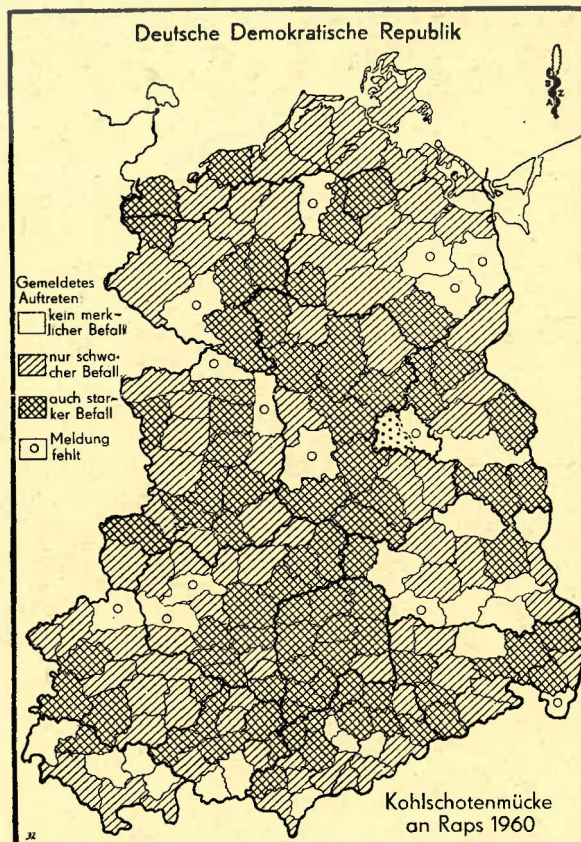 Deutsche Demokratische Republik
Gemeldetes
Auftreten:
kein merk-
licher Befall
nur schwa-
cher Befall
auch star-
ker Befall
Meldung
fehlt
Kohlschotenmücke
an Raps 1960